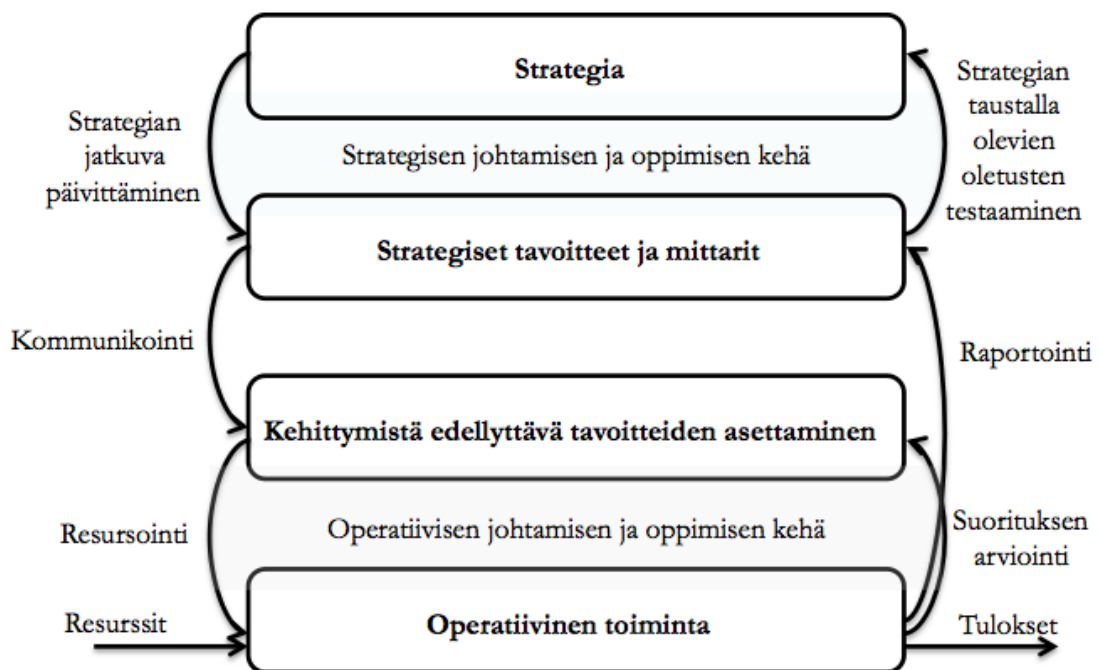 Strategia
Strategian
jatkuva
päivittäminen
Strategisen johtamisen ja oppimisen kehä
Strategian
taustalla
olevien
oletusten
testaaminen
Strategiset tavoitteet ja mittarit
Kommunikointi
Raportointi
Kehittymistä edellyttävä tavoitteiden asettaminen
Resursointi
Operatiivisen johtamisen ja oppimisen kehä
Suorituksen
arviointi
Resurssit
Operatiivinen toiminta
Tulokset